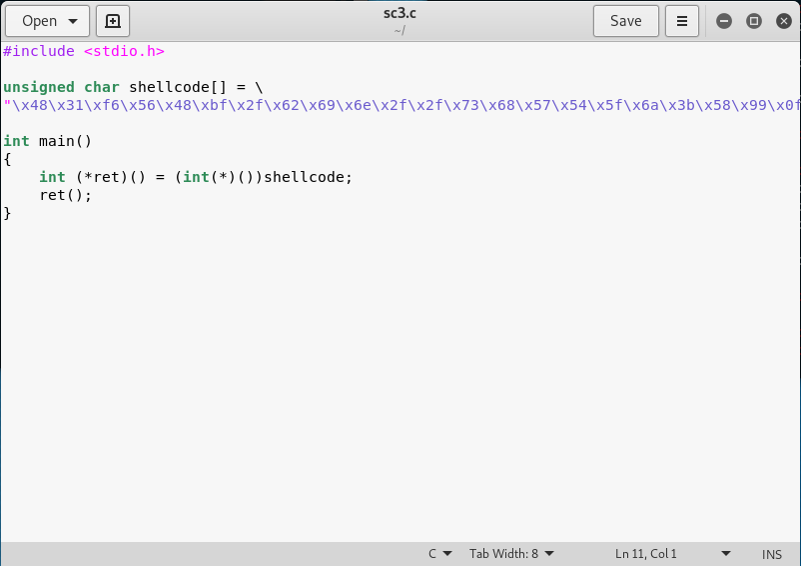 Open
sc3.c
~/
Save
#include <stdio.h>
unsigned char shellcode[] = \
"\x48\x31\xf6\x56\x48\xbf\x2f\x62\x69\x6e\x2f\x2f\x73\x68\x57\x54\x5f\x6a\x3b\x58\x99\x0f
int main()
{
    int (*ret)() = (int(*)())shellcode;
    ret();
}
C Tab Width: 8 Ln 11, Col 1 INS